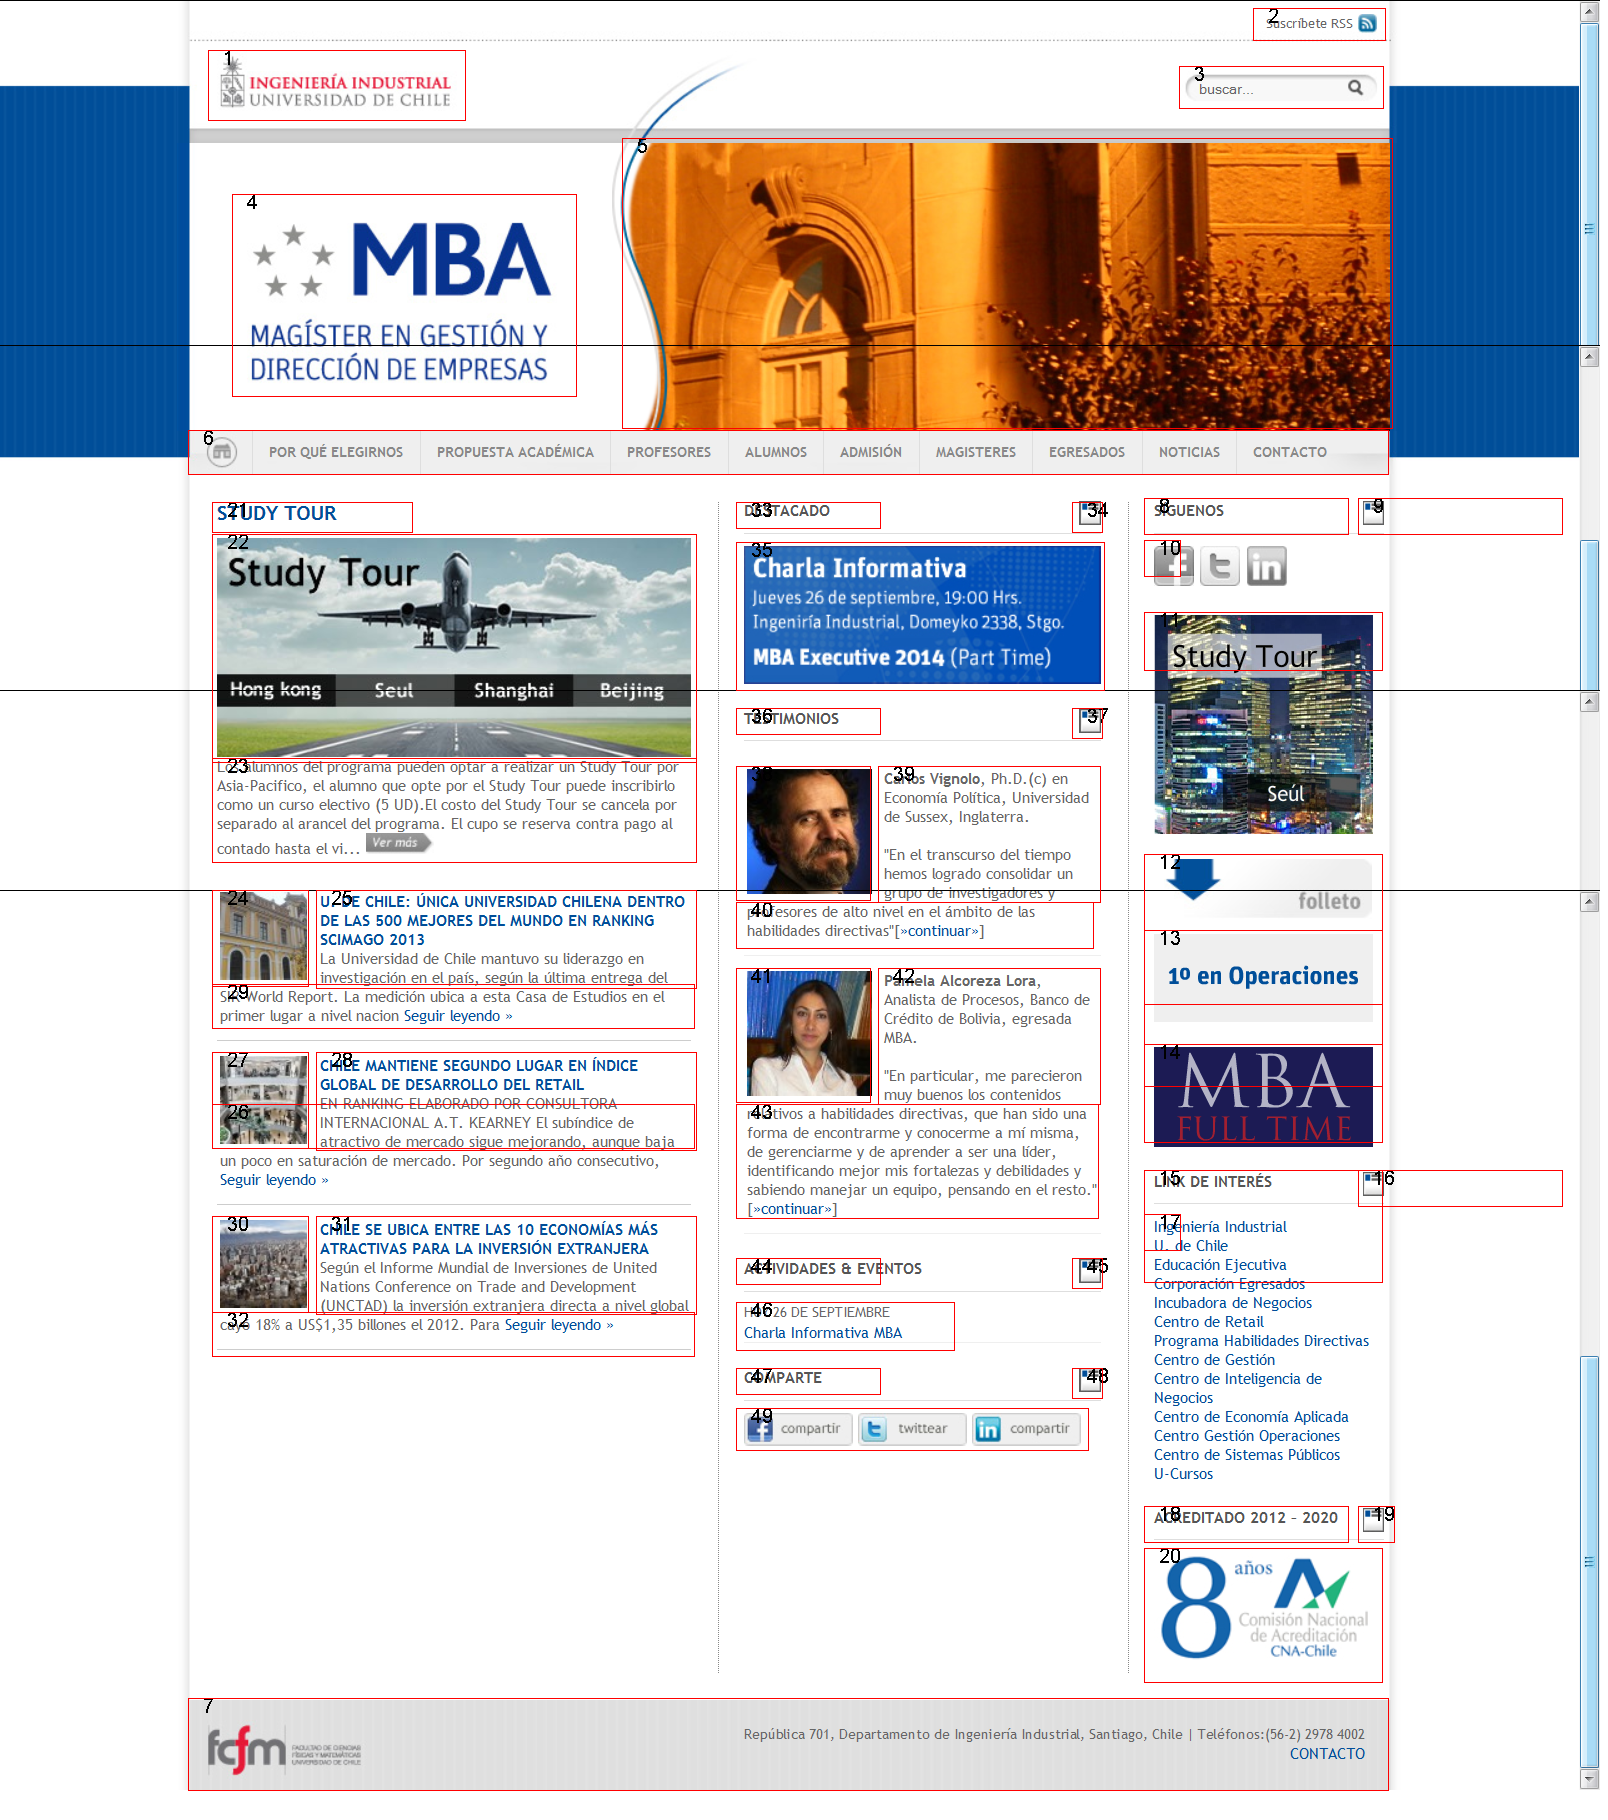 2
Suscríbete RSS
1
INGENIERÍA INDUSTRIAL
UNIVERSIDAD DE CHILE
3
buscar...
4
MBA
MAGÍSTER EN GESTIÓN Y
DIRECCIÓN DE EMPRESAS
5
6
POR QUÉ ELEGIRNOS PROPUESTA ACADÉMICA PROFESORES ALUMNOS ADMISIÓN MAGISTERES EGRESADOS NOTICIAS CONTACTO
21
STUDY TOUR
22
Study Tour
Hong kong Seul Shanghai Beijing
23
Los alumnos del programa pueden optar a realizar un Study Tour por
Asia-Pacifico, el alumno que opte por el Study Tour puede inscribirlo
como un curso electivo (5 UD).El costo del Study Tour se cancela por
separado al arancel del programa. El cupo se reserva contra pago al
contado hasta el vi... Ver más
24
25
U. DE CHILE: ÚNICA UNIVERSIDAD CHILENA DENTRO
DE LAS 500 MEJORES DEL MUNDO EN RANKING
SCIMAGO 2013
La Universidad de Chile mantuvo su liderazgo en
investigación en el país, según la última entrega del
29
SIR World Report. La medición ubica a esta Casa de Estudios en el
primer lugar a nivel nacion Seguir leyendo »
27
28
CHILE MANTIENE SEGUNDO LUGAR EN ÍNDICE
GLOBAL DE DESARROLLO DEL RETAIL
26
EN RANKING ELABORADO POR CONSULTORA
INTERNACIONAL A.T. KEARNEY El subíndice de
atractivo de mercado sigue mejorando, aunque baja
un poco en saturación de mercado. Por segundo año consecutivo,
Seguir leyendo »
30
31
CHILE SE UBICA ENTRE LAS 10 ECONOMÍAS MÁS
ATRACTIVAS PARA LA INVERSIÓN EXTRANJERA
Según el Informe Mundial de Inversiones de United
Nations Conference on Trade and Development
(UNCTAD) la inversión extranjera directa a nivel global
32
cayó 18% a US$1,35 billones el 2012. Para Seguir leyendo »
33
DESTACADO
34
35
Charla Informativa
Jueves 26 de septiembre, 19:00 Hrs.
Ingeniría Industrial, Domeyko 2338, Stgo.
MBA Executive 2014 (Part Time)
36
TESTIMONIOS
37
38
39
Carlos Vignolo, Ph.D.(c) en
Economía Política, Universidad
de Sussex, Inglaterra.
"En el transcurso del tiempo
hemos logrado consolidar un
grupo de investigadores y
40
profesores de alto nivel en el ámbito de las
habilidades directivas"[»continuar»]
41
42
Pamela Alcoreza Lora,
Analista de Procesos, Banco de
Crédito de Bolivia, egresada
MBA.
"En particular, me parecieron
muy buenos los contenidos
43
relativos a habilidades directivas, que han sido una
forma de encontrarme y conocerme a mí misma,
de gerenciarme y de aprender a ser una líder,
identificando mejor mis fortalezas y debilidades y
sabiendo manejar un equipo, pensando en el resto."
[»continuar»]
44
ACTIVIDADES & EVENTOS
45
46
HOY 26 DE SEPTIEMBRE
Charla Informativa MBA
47
COMPARTE
48
49
compartir twittear compartir
8
SIGUENOS
9
10
11
Study Tour
Seúl
12
folleto
13
1º en Operaciones
14
MBA
FULL TIME
15
LINK DE INTERÉS
16
17
Ingeniería Industrial
U. de Chile
Educación Ejecutiva
Corporación Egresados
Incubadora de Negocios
Centro de Retail
Programa Habilidades Directivas
Centro de Gestión
Centro de Inteligencia de
Negocios
Centro de Economía Aplicada
Centro Gestión Operaciones
Centro de Sistemas Públicos
U-Cursos
18
ACREDITADO 2012 – 2020
19
20
8 años
Comisión Nacional
de Acreditación
CNA-Chile
7
fcfm
FACULTAD DE CIENCIAS
FÍSICAS Y MATEMÁTICAS
UNIVERSIDAD DE CHILE
República 701, Departamento de Ingeniería Industrial, Santiago, Chile | Teléfonos:(56-2) 2978 4002
CONTACTO